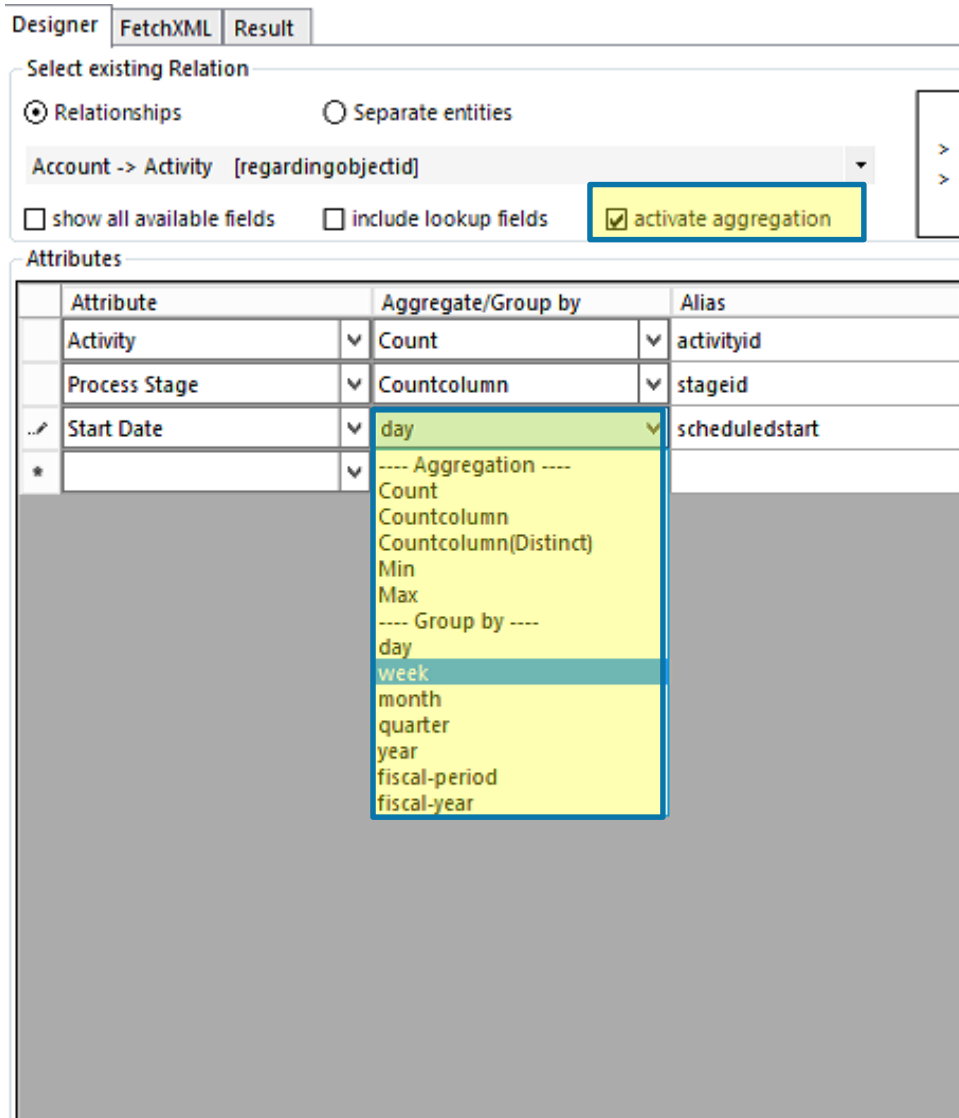 Designer FetchXML Result
Select existing Relation
Relationships Separate entities
Account -> Activity [regardingobjectid]
>
>
show all available fields include lookup fields activate aggregation
Attributes
Attribute Aggregate/Group by Alias
Activity Count activityid
Process Stage Countcolumn stageid
Start Date day scheduledstart
*
---- Aggregation ----
Count
Countcolumn
Countcolumn(Distinct)
Min
Max
---- Group by ----
day
week
month
quarter
year
fiscal-period
fiscal-year